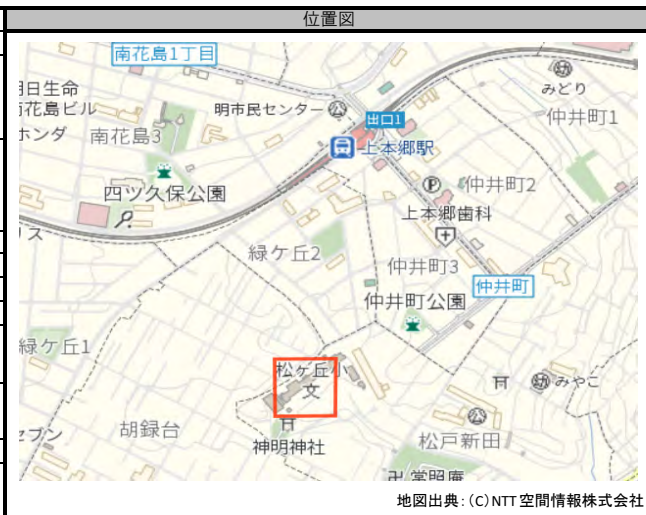 位置図
南花島1丁目
みどり
日生命
花島ビル
明市民センター
仲井町1
ホンダ
南花島3
出口1
上本郷駅
四ツ久保公園
仲井町2
上本郷歯科
緑ケ丘2
仲井町3
仲井町
仲井町公園
緑ケ丘1
松ケ丘小
文
みやこ
胡録台
松戸新田
神明神社
卍 常照庵
地図出典:(C)NTT空間情報株式会社